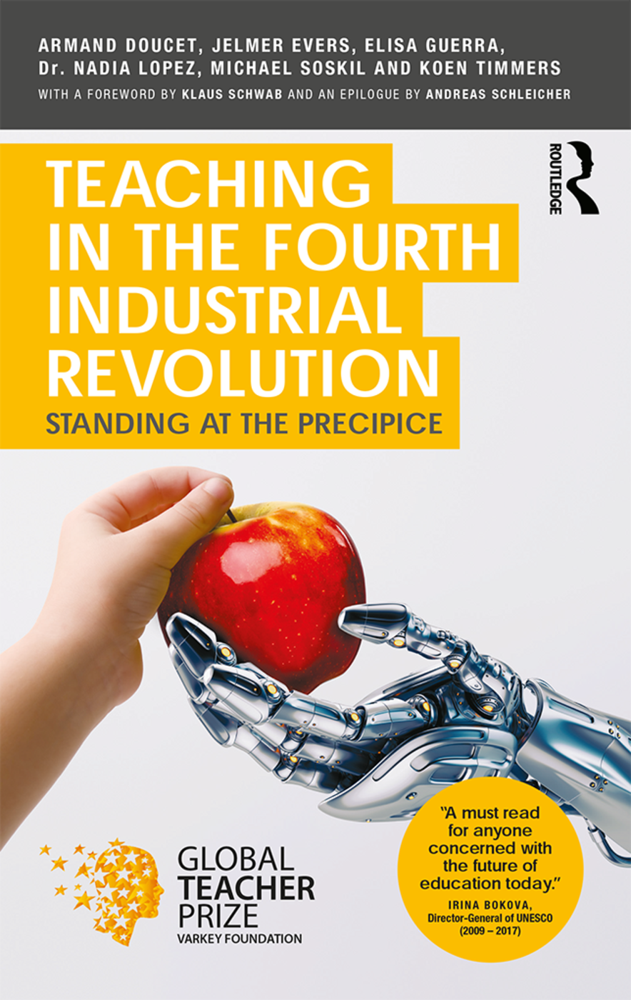 ARMAND DOUCET, JELMER EVERS, ELISA GUERRA,
Dr. NADIA LOPEZ, MICHAEL SOSKIL AND KOEN TIMMERS
WITH A FOREWORD BY KLAUS SCHWAB AND AN EPILOGUE BY ANDREAS SCHLEICHER
ROUTLEDGE
TEACHING
IN THE FOURTH
INDUSTRIAL
REVOLUTION
STANDING AT THE PRECIPICE
GLOBAL
TEACHER
PRIZE
VARKEY FOUNDATION
“A must read
for anyone
concerned with
the future of
education today.”
IRINA BOKOVA,
Director-General of UNESCO
(2009 – 2017)